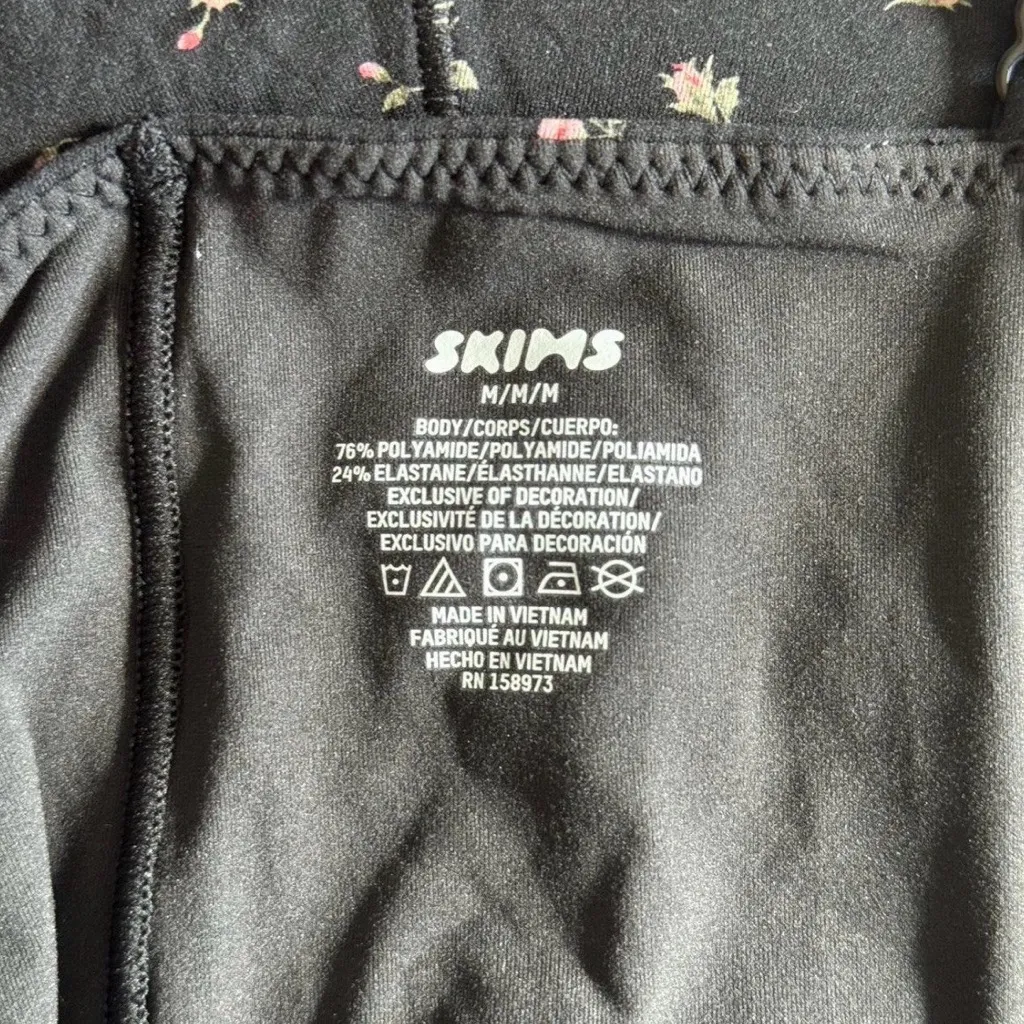 SKIMS
M/M/M
BODY/CORPS/CUERPO:
76% POLYAMIDE/POLYAMIDE/POLIAMIDA
24% ELASTANE/ÉLASTHANNE/ELASTANO
EXCLUSIVE OF DECORATION/
EXCLUSIVITÉ DE LA DÉCORATION/
EXCLUSIVO PARA DECORACIÓN
MADE IN VIETNAM
FABRIQUÉ AU VIETNAM
HECHO EN VIETNAM
RN 158973